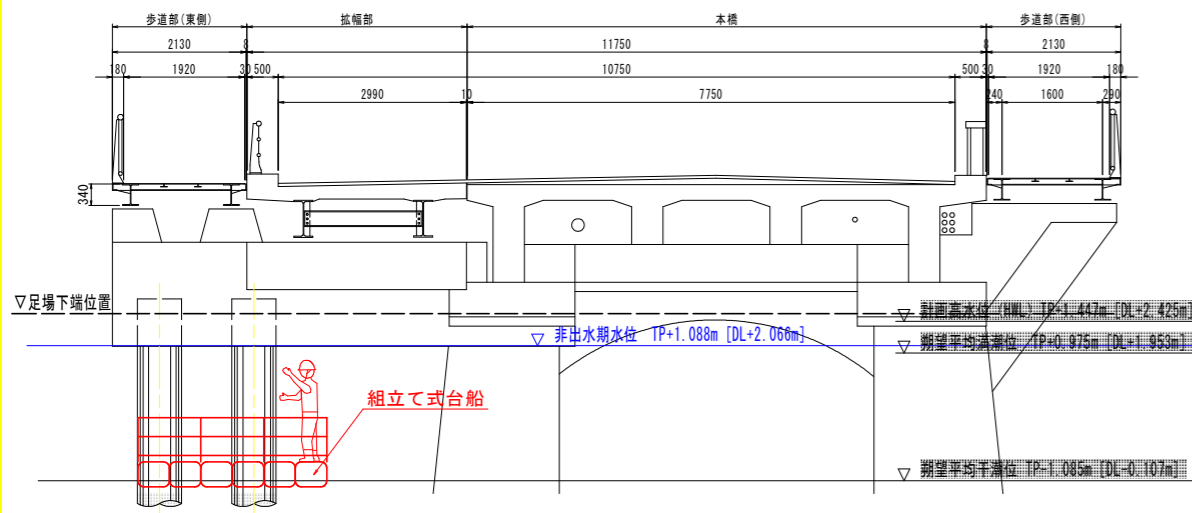 歩道部(東側) 拡幅部 本橋 歩道部(西側)
2130 8 11750 8 2130
180 1920 30 500 10750 500 30 1920 180
2990 10 7750 240 1600 290
340
▽足場下端位置
▽ 計画高水位 (HWL) TP+1.447m [DL+2.425m]
▽ 非出水期水位 TP+1.088m [DL+2.066m]
▽ 朔望平均満潮位 TP+0.975m [DL+1.953m]
組立て式台船
▽ 朔望平均干潮位 TP-1.085m [DL-0.107m]